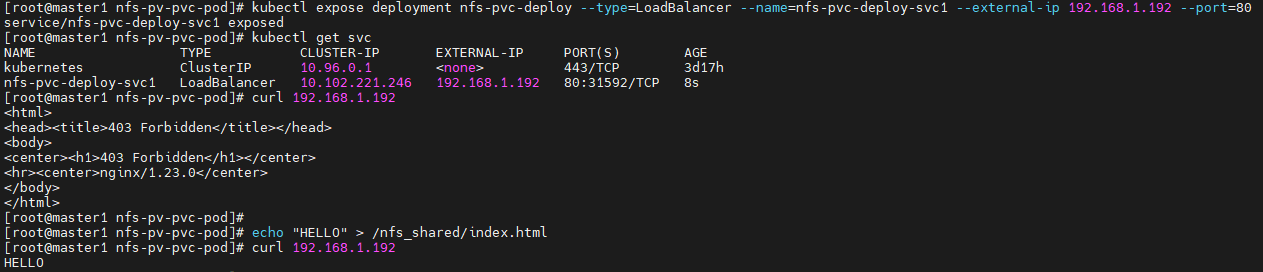 [root@master1 nfs-pv-pvc-pod]# kubectl expose deployment nfs-pvc-deploy --type=LoadBalancer --name=nfs-pvc-deploy-svc1 --external-ip 192.168.1.192 --port=80
service/nfs-pvc-deploy-svc1 exposed
[root@master1 nfs-pv-pvc-pod]# kubectl get svc
NAME TYPE CLUSTER-IP EXTERNAL-IP PORT(S) AGE
kubernetes ClusterIP 10.96.0.1 <none> 443/TCP 3d17h
nfs-pvc-deploy-svc1 LoadBalancer 10.102.221.246 192.168.1.192 80:31592/TCP 8s
[root@master1 nfs-pv-pvc-pod]# curl 192.168.1.192
<html>
<head><title>403 Forbidden</title></head>
<body>
<center><h1>403 Forbidden</h1></center>
<hr><center>nginx/1.23.0</center>
</body>
</html>
[root@master1 nfs-pv-pvc-pod]#
[root@master1 nfs-pv-pvc-pod]# echo "HELLO" > /nfs_shared/index.html
[root@master1 nfs-pv-pvc-pod]# curl 192.168.1.192
HELLO